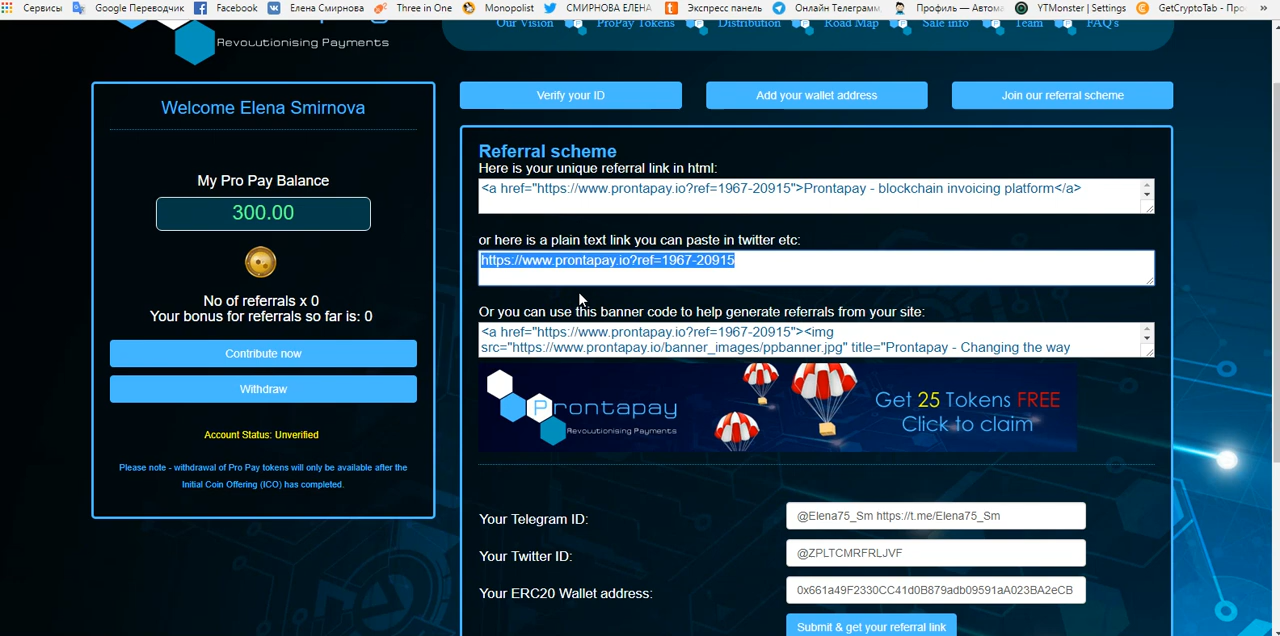 Сервисы Google Переводчик Facebook Елена Смирнова Three in One Monopolist СМИРНОВА ЕЛЕНА Экспресс панель Онлайн Телеграмм Профиль — Автом YTMonster | Settings GetCryptoTab - Про »
Revolutionising Payments
Our Vision ProPay Tokens Distribution Road Map Sale info Team FAQ's
Welcome Elena Smirnova
My Pro Pay Balance
300.00
No of referrals x 0
Your bonus for referrals so far is: 0
Contribute now
Withdraw
Account Status: Unverified
Please note - withdrawal of Pro Pay tokens will only be available after the
Initial Coin Offering (ICO) has completed.
Verify your ID Add your wallet address Join our referral scheme
Referral scheme
Here is your unique referral link in html:
<a href="https://www.prontapay.io?ref=1967-20915">Prontapay - blockchain invoicing platform</a>
or here is a plain text link you can paste in twitter etc:
https://www.prontapay.io?ref=1967-20915
Or you can use this banner code to help generate referrals from your site:
<a href="https://www.prontapay.io?ref=1967-20915"><img
src="https://www.prontapay.io/banner_images/ppbanner.jpg" title="Prontapay - Changing the way
Prontapay
Revolutionising Payments
Get 25 Tokens FREE
Click to claim
Your Telegram ID: @Elena75_Sm https://t.me/Elena75_Sm
Your Twitter ID: @ZPLTCMRFRLJVF
Your ERC20 Wallet address: 0x661a49F2330CC41d0B879adb09591aA023BA2eCB
Submit & get your referral link